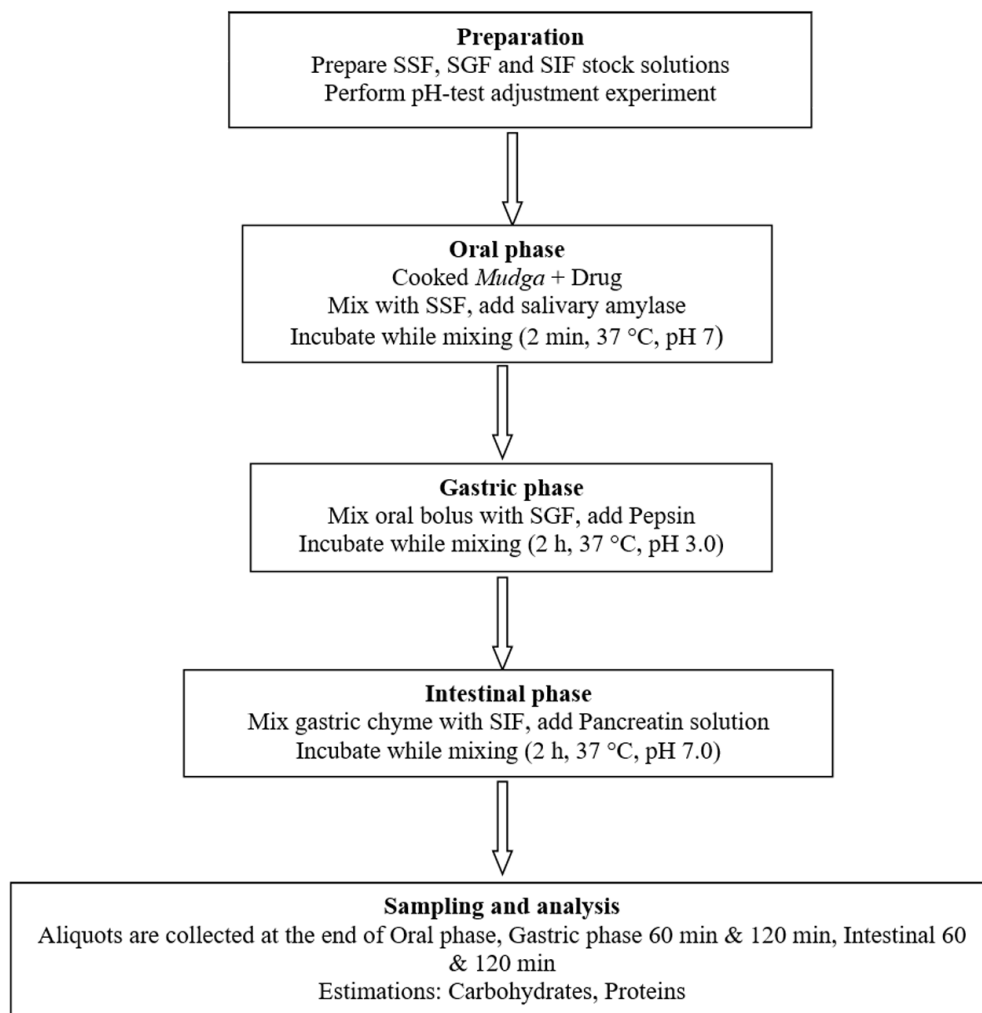 Preparation
Prepare SSF, SGF and SIF stock solutions
Perform pH-test adjustment experiment
Oral phase
Cooked Mudga + Drug
Mix with SSF, add salivary amylase
Incubate while mixing (2 min, 37 °C, pH 7)
Gastric phase
Mix oral bolus with SGF, add Pepsin
Incubate while mixing (2 h, 37 °C, pH 3.0)
Intestinal phase
Mix gastric chyme with SIF, add Pancreatin solution
Incubate while mixing (2 h, 37 °C, pH 7.0)
Sampling and analysis
Aliquots are collected at the end of Oral phase, Gastric phase 60 min & 120 min, Intestinal 60
& 120 min
Estimations: Carbohydrates, Proteins